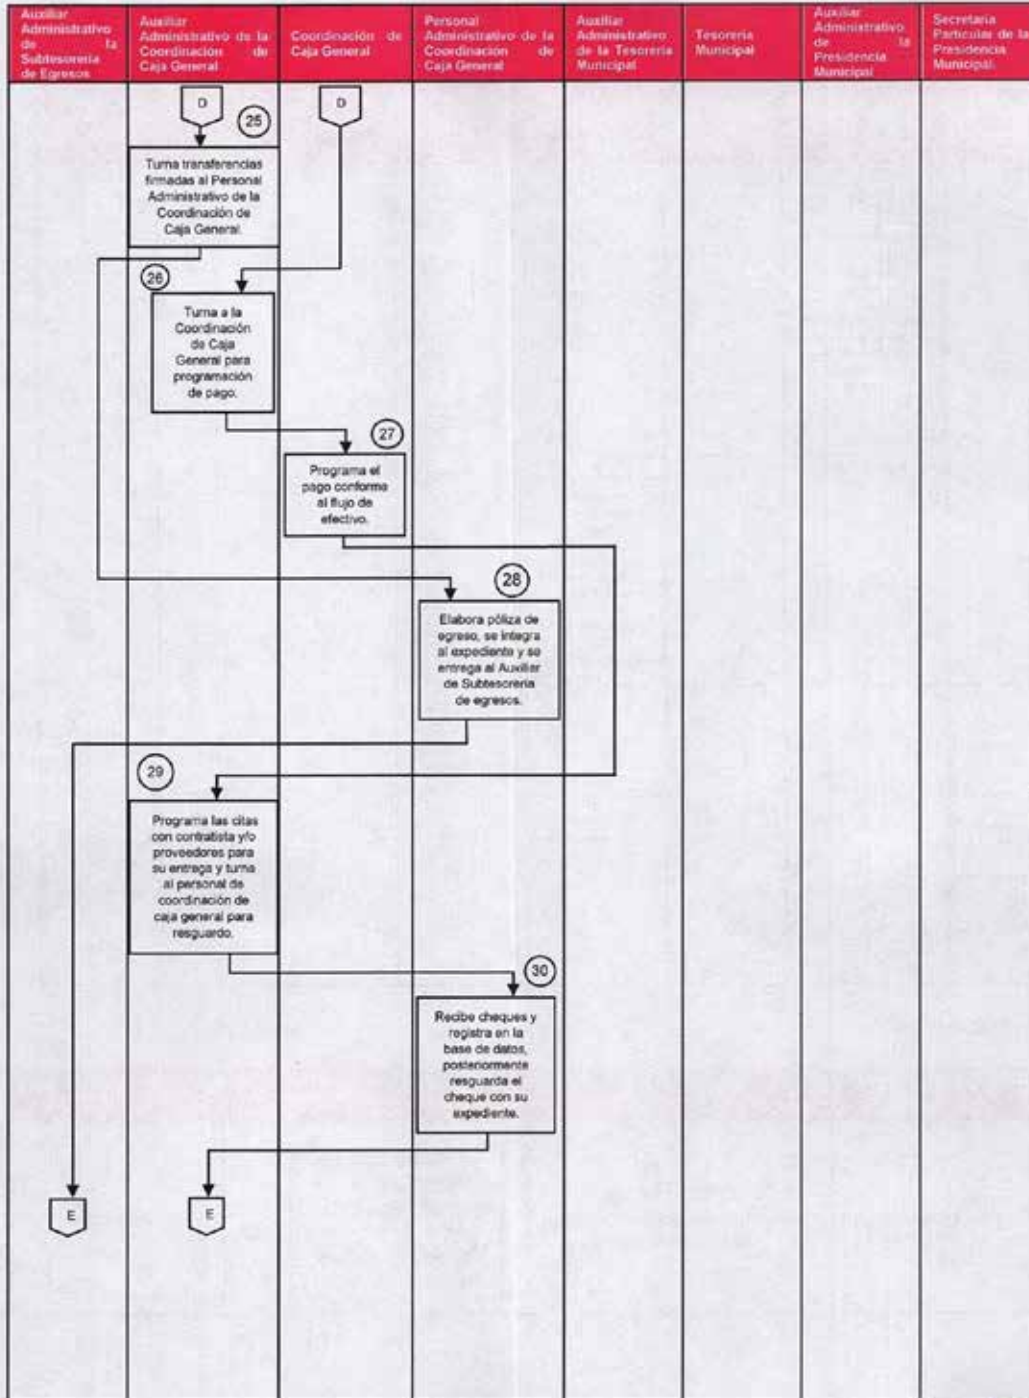 Auxiliar
Administrativo
de la
Subtesorería
de Egresos
Auxiliar
Administrativo de la
Coordinación de
Caja General
Coordinación de
Caja General
Personal
Administrativo de la
Coordinación de
Caja General
Auxiliar
Administrativo
de la Tesorería
Municipal
Tesorería
Municipal
Auxiliar
Administrativo
de la
Presidencia
Municipal
Secretaria
Particular de la
Presidencia
Municipal.
D
D
25
Turna transferencias
firmadas al Personal
Administrativo de la
Coordinación de
Caja General.
26
Turna a la
Coordinación
de Caja
General para
programación
de pago.
27
Programa el
pago conforme
al flujo de
efectivo.
28
Elabora póliza de
egreso, se integra
al expediente y se
entrega al Auxiliar
de Subtesorería
de egresos.
29
Programa las citas
con contratista y/o
proveedores para
su entrega y turna
al personal de
coordinación de
caja general para
resguardo.
30
Recibe cheques y
registra en la
base de datos,
posteriormente
resguarda el
cheque con su
expediente.
E
E